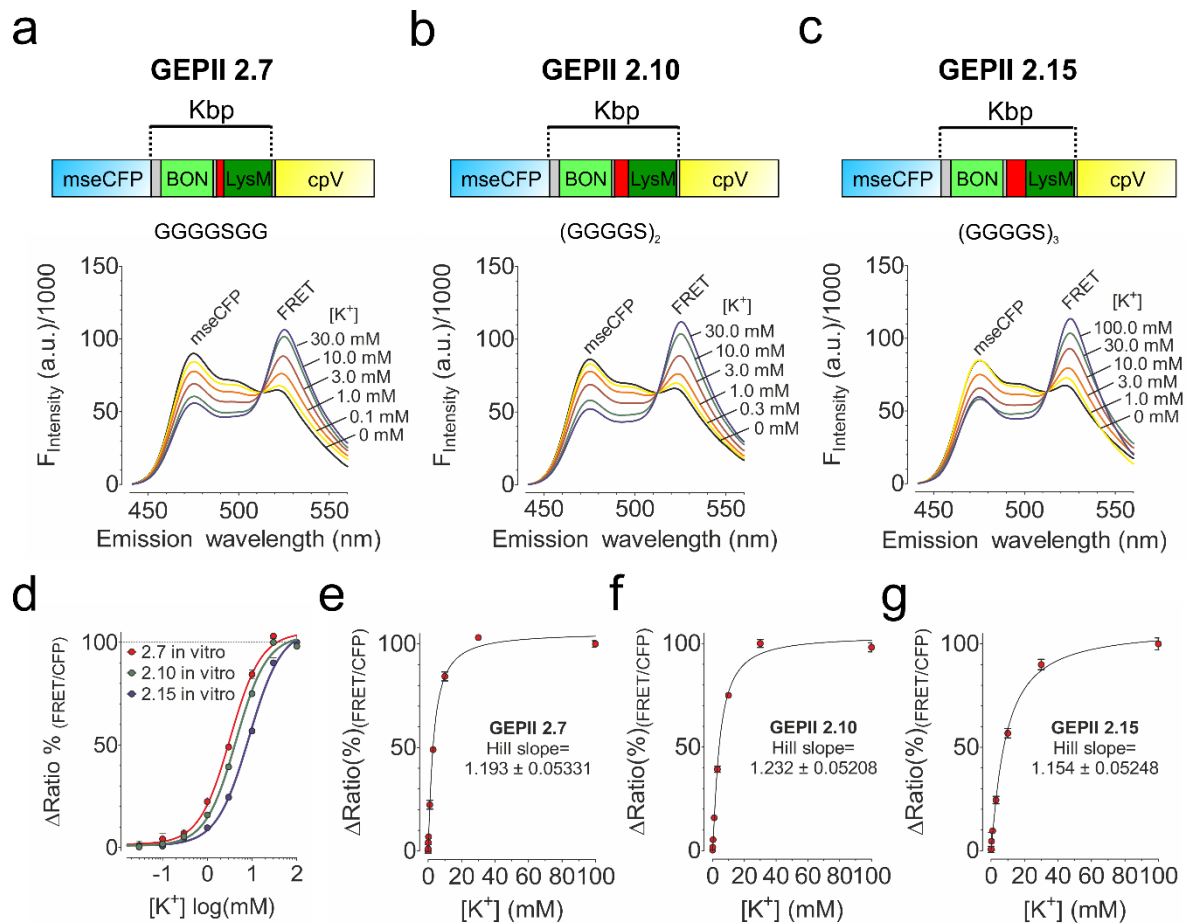 a
GEPII 2.7
Kbp
mseCFP BON LysM cpV
GGGGSGG
150
100
50
0
F_Intensity (a.u.)/1000
mseCFP
FRET
[K⁺]
30.0 mM
10.0 mM
3.0 mM
1.0 mM
0.1 mM
0 mM
450 500 550
Emission wavelength (nm)
b
GEPII 2.10
Kbp
mseCFP BON LysM cpV
(GGGGS)₂
150
100
50
0
F_Intensity (a.u.)/1000
mseCFP
FRET
[K⁺]
30.0 mM
10.0 mM
3.0 mM
1.0 mM
0.3 mM
0 mM
450 500 550
Emission wavelength (nm)
c
GEPII 2.15
Kbp
mseCFP BON LysM cpV
(GGGGS)₃
150
100
50
0
F_Intensity (a.u.)/1000
mseCFP
FRET
[K⁺]
100.0 mM
30.0 mM
10.0 mM
3.0 mM
1.0 mM
0 mM
450 500 550
Emission wavelength (nm)
d
100
50
0
ΔRatio % (FRET/CFP)
2.7 in vitro
2.10 in vitro
2.15 in vitro
-1 0 1 2
[K⁺] log(mM)
e
100
50
0
ΔRatio(%)(FRET/CFP)
GEPII 2.7
Hill slope=
1.193 ± 0.05331
0 20 40 60 80 100
[K⁺] (mM)
f
100
50
0
ΔRatio(%)(FRET/CFP)
GEPII 2.10
Hill slope=
1.232 ± 0.05208
0 20 40 60 80 100
[K⁺] (mM)
g
100
50
0
ΔRatio(%)(FRET/CFP)
GEPII 2.15
Hill slope=
1.154 ± 0.05248
0 20 40 60 80 100
[K⁺] (mM)